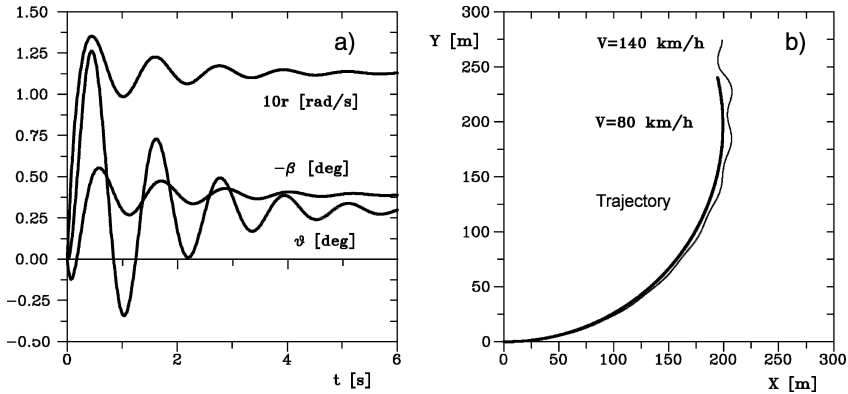 1.50
1.25
1.00
0.75
0.50
0.25
0.00
−0.25
−0.50
0
2
4
6
t [s]
a)
10r [rad/s]
−β [deg]
ϑ [deg]
300
Y [m]
250
200
150
100
50
0
0
50
100
150
200
250
300
X [m]
b)
V=140 km/h
V=80 km/h
Trajectory